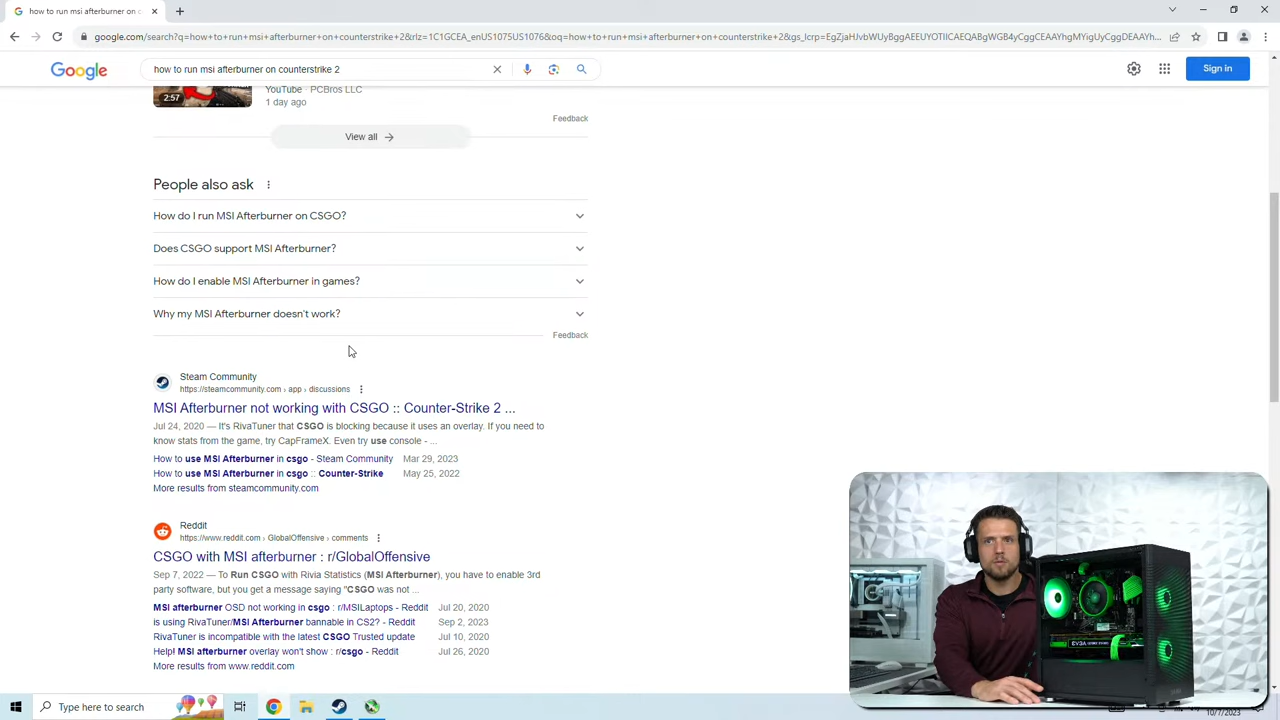 how to run msi afterburner on c
google.com/search?q=how+to+run+msi+afterburner+on+counterstrike+2&rlz=1C1GCEA_enUS1075US1076&oq=how+to+run+msi+afterburner+on+counterstrike+2&gs_lcrp=
Google
how to run msi afterburner on counterstrike 2
Sign in
2:57
YouTube · PCBros LLC
1 day ago
Feedback
View all
People also ask
How do I run MSI Afterburner on CSGO?
Does CSGO support MSI Afterburner?
How do I enable MSI Afterburner in games?
Why my MSI Afterburner doesn't work?
Feedback
Steam Community
https://steamcommunity.com › app › discussions
MSI Afterburner not working with CSGO :: Counter-Strike 2 ...
Jul 24, 2020 — It's RivaTuner that CSGO is blocking because it uses an overlay. If you need to
know stats from the game, try CapFrameX. Even try use console - ...
How to use MSI Afterburner in csgo - Steam Community Mar 29, 2023
How to use MSI Afterburner in csgo :: Counter-Strike May 25, 2022
More results from steamcommunity.com
Reddit
https://www.reddit.com › GlobalOffensive › comments
CSGO with MSI afterburner : r/GlobalOffensive
Sep 7, 2022 — To Run CSGO with Rivia Statistics (MSI Afterburner), you have to enable 3rd
party software, but you get a message saying "CSGO was not ...
MSI afterburner OSD not working in csgo : r/MSILaptops - Reddit Jul 20, 2020
is using RivaTuner/MSI Afterburner bannable in CS2? - Reddit Sep 2, 2023
RivaTuner is incompatible with the latest CSGO Trusted update Jul 10, 2020
Help! MSI afterburner overlay won't show : r/csgo - Reddit Jul 26, 2020
More results from www.reddit.com
EVGA
Type here to search
10/7/2023